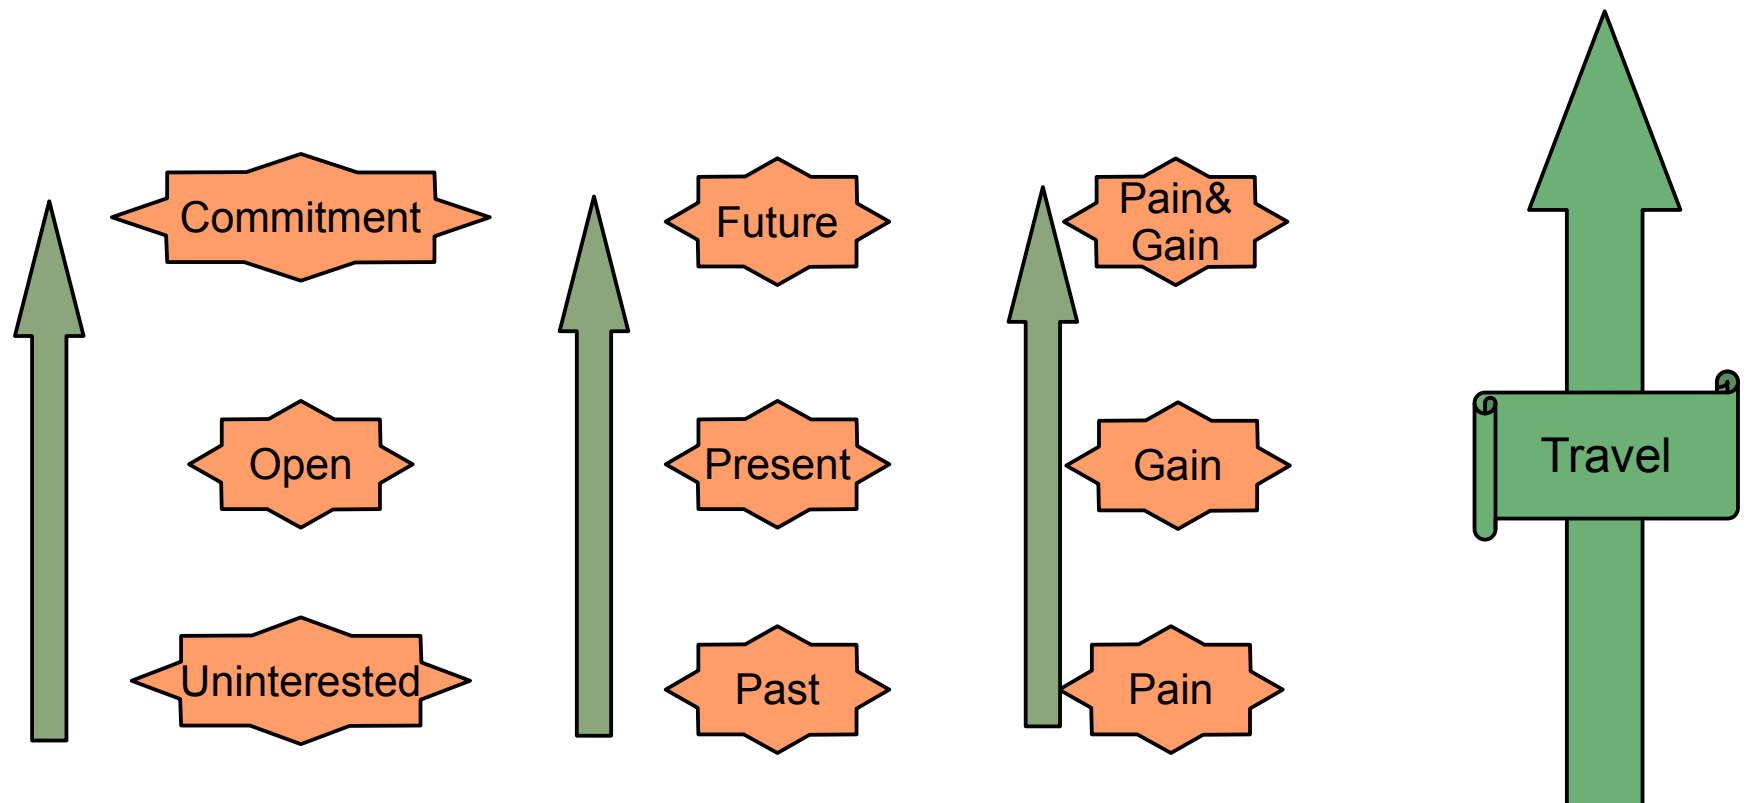 Commitment
Future
Pain&
Gain
Open
Present
Gain
Travel
Uninterested
Past
Pain